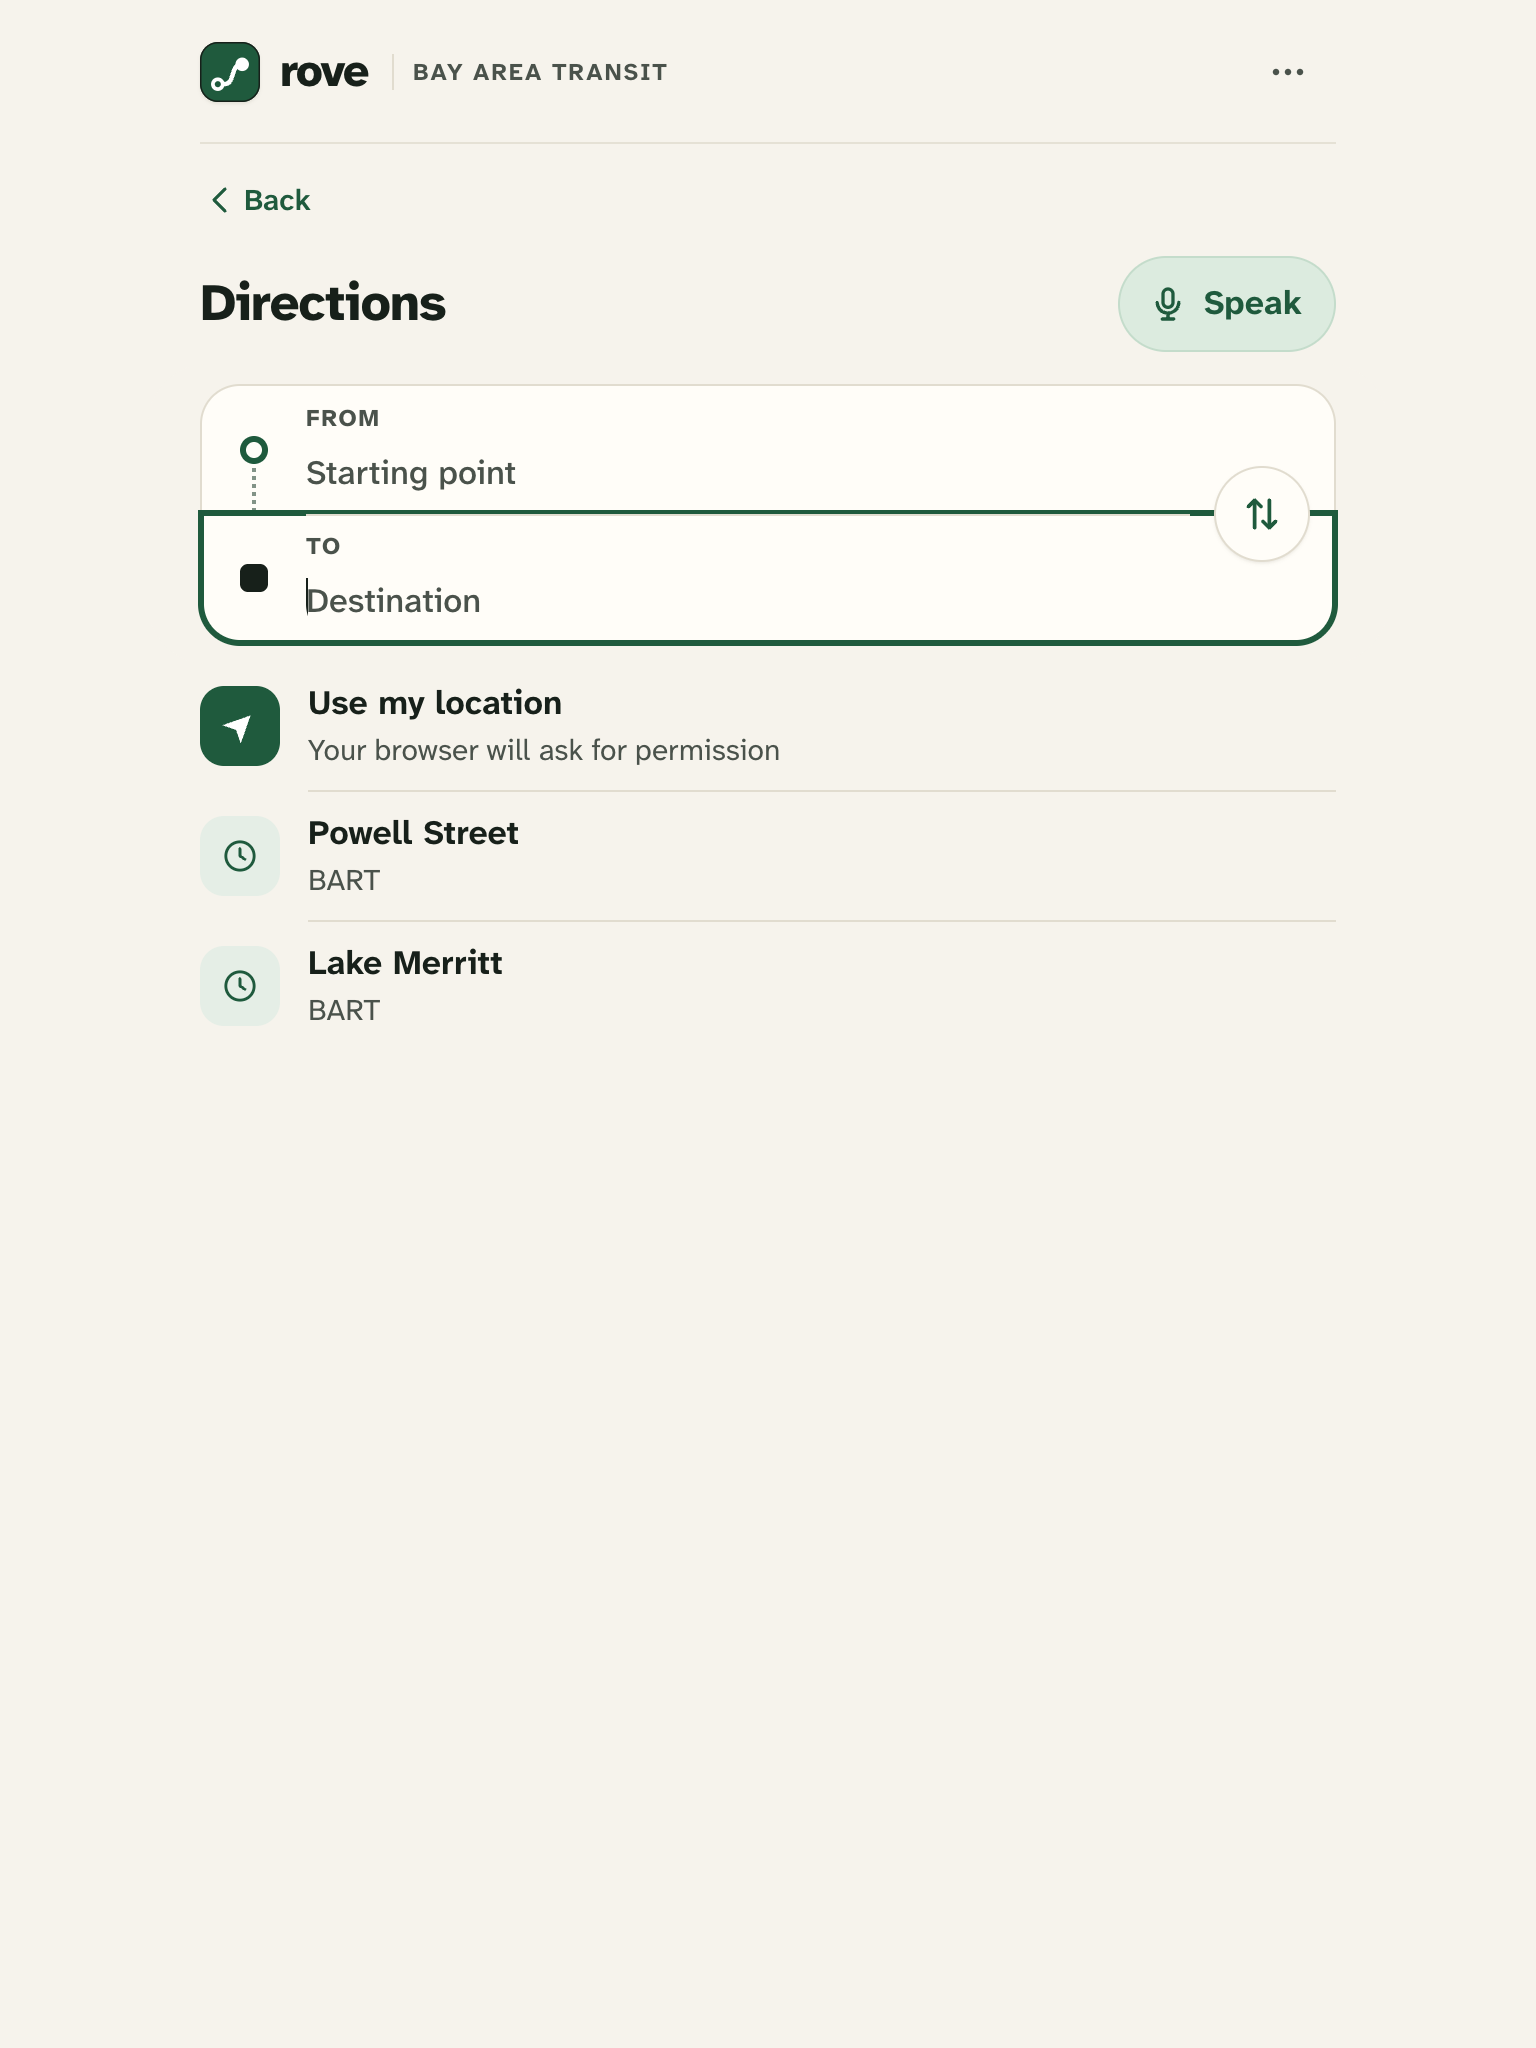 rove
BAY AREA TRANSIT
Back
Directions
Speak
FROM
Starting point
TO
Destination
Use my location
Your browser will ask for permission
Powell Street
BART
Lake Merritt
BART